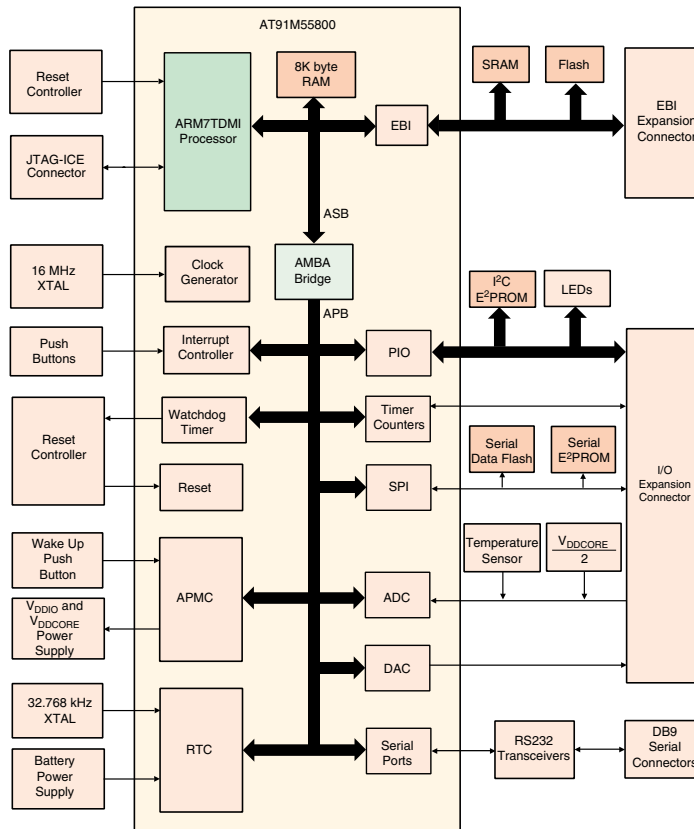 AT91M55800
Reset
Controller
JTAG-ICE
Connector
ARM7TDMI
Processor
8K byte
RAM
EBI
SRAM
Flash
EBI
Expansion
Connector
ASB
16 MHz
XTAL
Clock
Generator
AMBA
Bridge
APB
I²C
E²PROM
LEDs
Push
Buttons
Interrupt
Controller
PIO
Reset
Controller
Watchdog
Timer
Timer
Counters
Reset
SPI
Serial
Data Flash
Serial
E²PROM
I/O
Expansion
Connector
Wake Up
Push
Button
VDDIO and
VDDCORE
Power
Supply
APMC
ADC
Temperature
Sensor
VDDCORE
2
DAC
32.768 kHz
XTAL
Battery
Power
Supply
RTC
Serial
Ports
RS232
Transceivers
DB9
Serial
Connectors